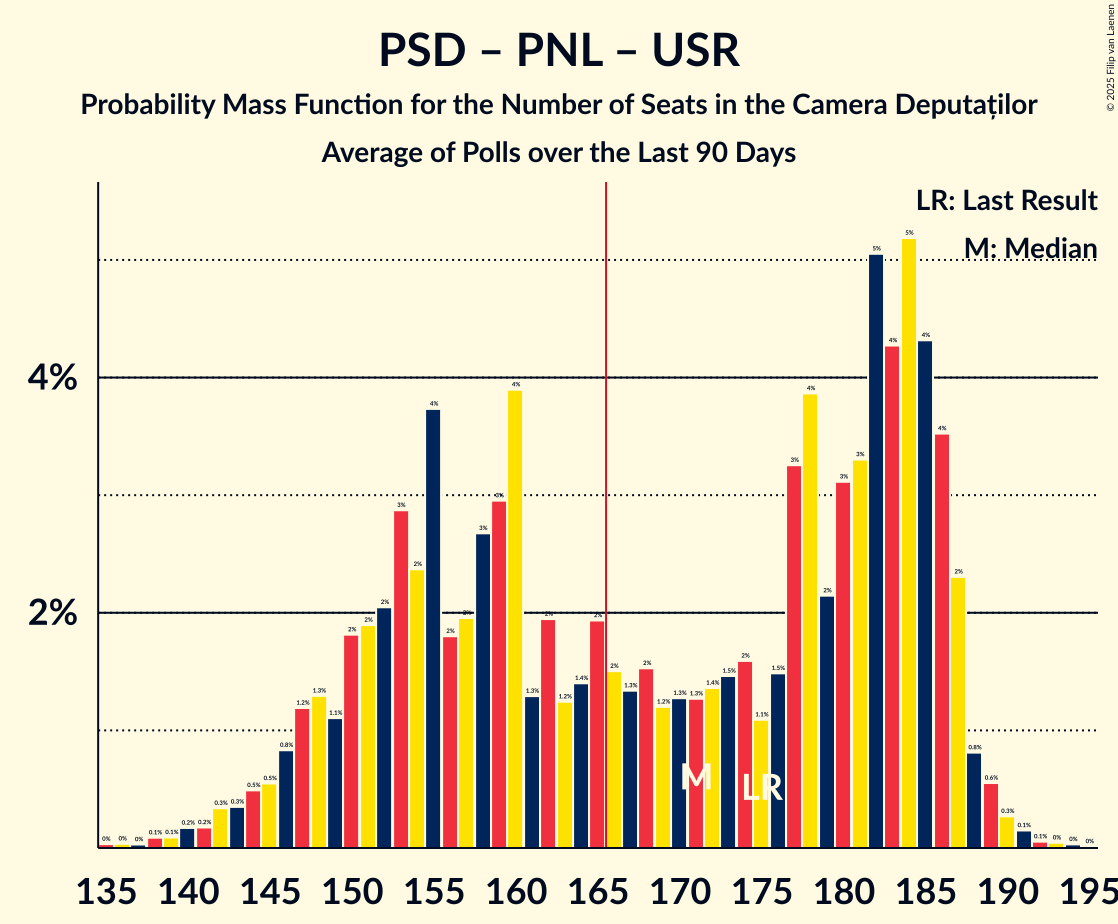 © 2025 Filip van Laenen
PSD – PNL – USR
Probability Mass Function for the Number of Seats in the Camera Deputaților
Average of Polls over the Last 90 Days
LR: Last Result
M: Median
4%
2%
0% 0% 0% 0.1% 0.1% 0.2% 0.2% 0.3% 0.3% 0.5% 0.5% 0.8% 1.2% 1.3% 1.1% 2% 2% 2% 3% 2% 4% 2% 2% 3% 3% 4% 1.3% 2% 1.2% 1.4% 2% 2% 1.3% 2% 1.2% 1.3% 1.3% 1.4% 1.5% 2% 1.1% 1.5% 3% 4% 2% 3% 3% 5% 4% 5% 4% 4% 2% 0.8% 0.6% 0.3% 0.1% 0.1% 0% 0% 0%
M LR
135 140 145 150 155 160 165 170 175 180 185 190 195